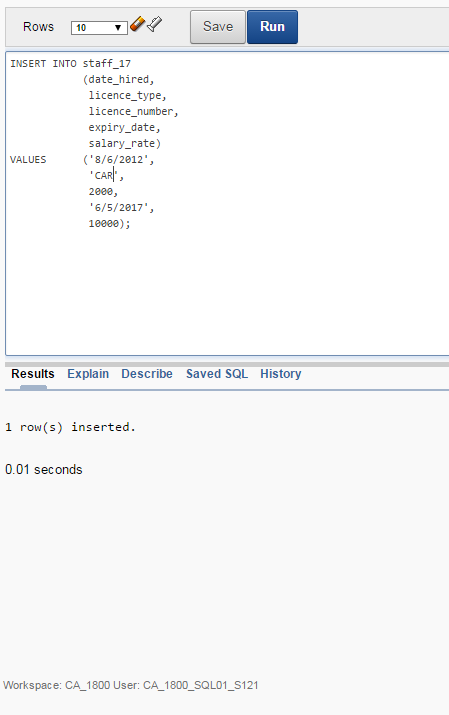 Rows 10 Save Run
INSERT INTO staff_17
(date_hired,
licence_type,
licence_number,
expiry_date,
salary_rate)
VALUES ('8/6/2012',
'CAR',
2000,
'6/5/2017',
10000);
Results Explain Describe Saved SQL History
1 row(s) inserted.
0.01 seconds
Workspace: CA_1800 User: CA_1800_SQL01_S121